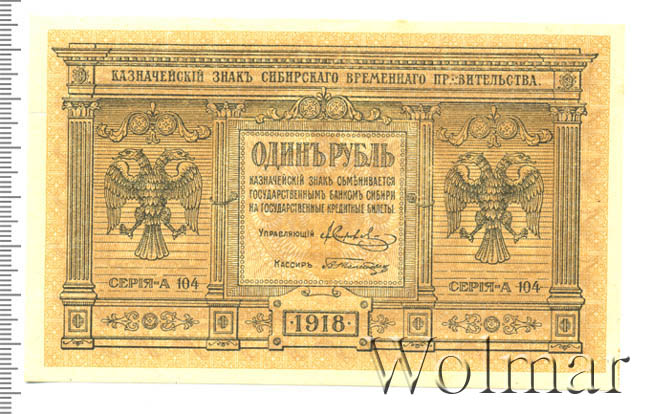 КАЗНАЧЕЙСКІЙ ЗНАКЪ СИБИРСКАГО ВРЕМЕННАГО ПРАВИТЕЛЬСТВА.
ОДИНЪ РУБЛЬ
КАЗНАЧЕЙСКІЙ ЗНАКЪ ОБМѢНИВАЕТСЯ
ГОСУДАРСТВЕННЫМЪ БАНКОМЪ СИБИРИ
НА ГОСУДАРСТВЕННЫЕ КРЕДИТНЫЕ БИЛЕТЫ.
УПРАВЛЯЮЩІЙ
КАССИРЪ
СЕРІЯ-А 104
СЕРІЯ-А 104
·1918·
Wolmar